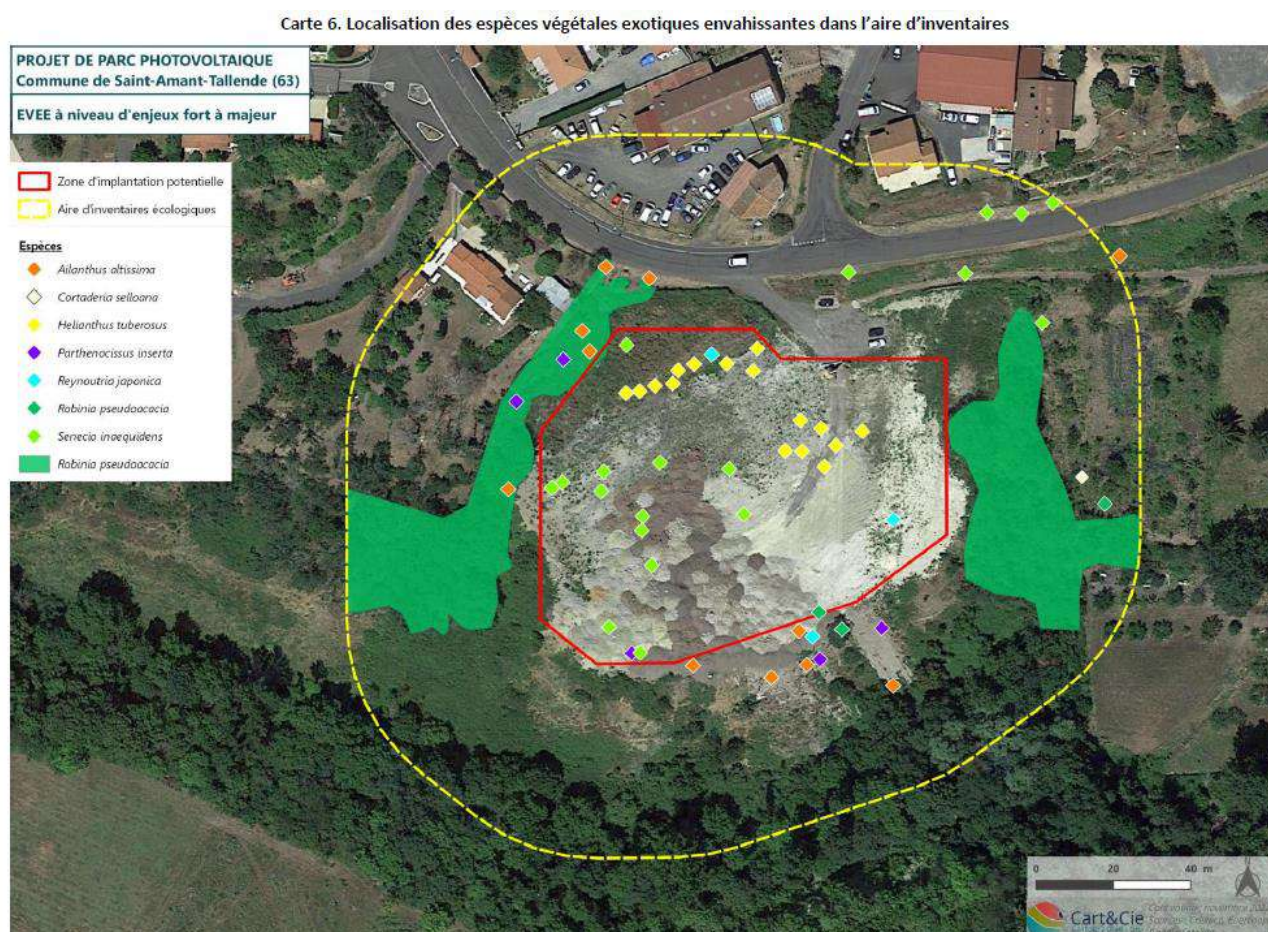 Carte 6. Localisation des espèces végétales exotiques envahissantes dans l'aire d'inventaires
PROJET DE PARC PHOTOVOLTAIQUE
Commune de Saint-Amant-Tallende (63)
EVEE à niveau d'enjeux fort à majeur
Zone d'implantation potentielle
Aire d'inventaires écologiques
Espèces
Ailanthus altissima
Cortaderia selloana
Helianthus tuberosus
Parthenocissus inserta
Reynoutria japonica
Robinia pseudoacacia
Senecio inaequidens
Robinia pseudoacacia
0 20 40 m
Cart&Cie